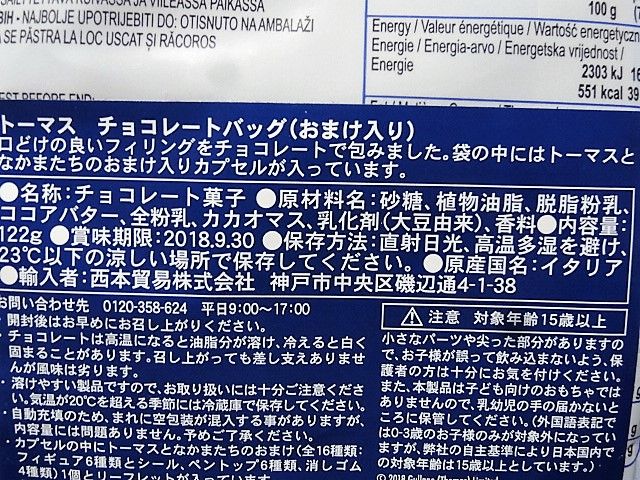 SÄILYTTÄVÄ KUIVASSA JA VIILEÄSSÄ PAIKASSA
BIH - NAJBOLJE UPOTRIJEBITI DO: OTISNUTO NA AMBALAŽI
A SE PĂSTRA LA LOC USCAT ȘI RĂCOROS
BEST BEFORE END:
100 g
Energy / Valeur énergétique / Wartość energetyczn
Energie / Energia-arvo / Energetska vrijednost /
Energie
2303 kJ 16
551 kcal 39
トーマス チョコレートバッグ(おまけ入り)
口どけの良いフィリングをチョコレートで包みました。袋の中にはトーマスと
なかまたちのおまけ入りカプセルが入っています。
●名称:チョコレート菓子 ●原材料名:砂糖、植物油脂、脱脂粉乳、
ココアバター、全粉乳、カカオマス、乳化剤(大豆由来)、香料●内容量:
122g ●賞味期限:2018.9.30 ●保存方法:直射日光、高温多湿を避け、
23℃以下の涼しい場所で保存してください。●原産国名:イタリア
●輸入者:西本貿易株式会社 神戸市中央区磯辺通4-1-38
お問い合わせ先 0120-358-624 平日9:00〜17:00
・開封後はお早めにお召し上がりください。
・チョコレートは高温になると油脂分が溶け、冷えると白く
固まることがあります。召し上がっても差し支えありませ
んが風味は劣ります。
・溶けやすい製品ですので、お取り扱いには十分ご注意くださ
い。気温が20℃を超える季節には冷蔵庫で保存してください。
・自動充填のため、まれに空包装が混入する事がありますが、
内容量には問題ありません。予めご了承ください。
・カプセルの中にトーマスとなかまたちのおまけ(全16種類:
フィギュア6種類とシール、ペントップ6種類、消しゴム
4種類)1個とリーフレットが入っています。
⚠ 注意 対象年齢15歳以上
小さなパーツや尖った部分がありますの
で、お子様が誤って飲み込まないよう、保
護者の方は十分にお気を付けください。
また、本製品は子ども向けのおもちゃでは
ありませんので、乳幼児の手の届かないと
ころに保管してください。(外国語表記で
は0-3歳のお子様のみが対象外になってい
ますが、弊社の自主基準により日本国内で
の対象年齢は15歳以上としています。)
© 2018 Gullane (Thomas) Limited